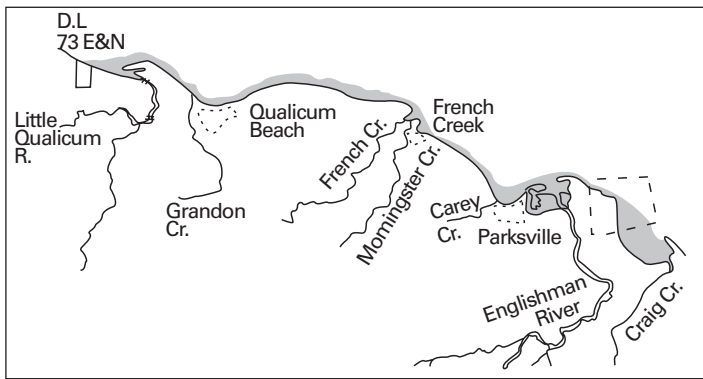 D.L
73 E&N
Little
Qualicum
R.
Qualicum
Beach
Grandon
Cr.
French Cr.
Morningster Cr.
French
Creek
Carey
Cr.
Parksville
Englishman
River
Craig Cr.